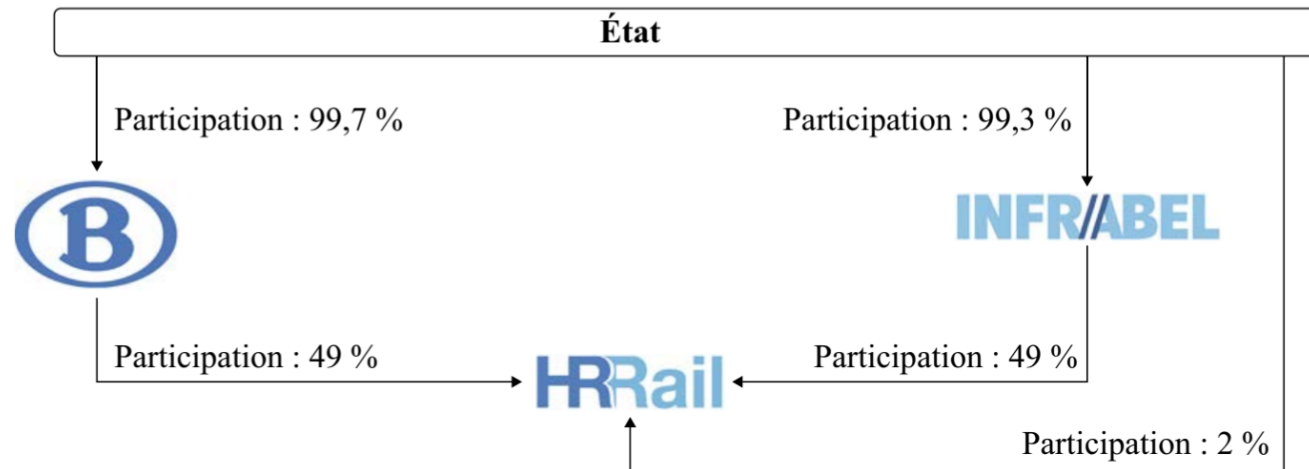 État
Participation : 99,7 %
Participation : 99,3 %
B
INFRABEL
Participation : 49 %
Participation : 49 %
HRRail
Participation : 2 %